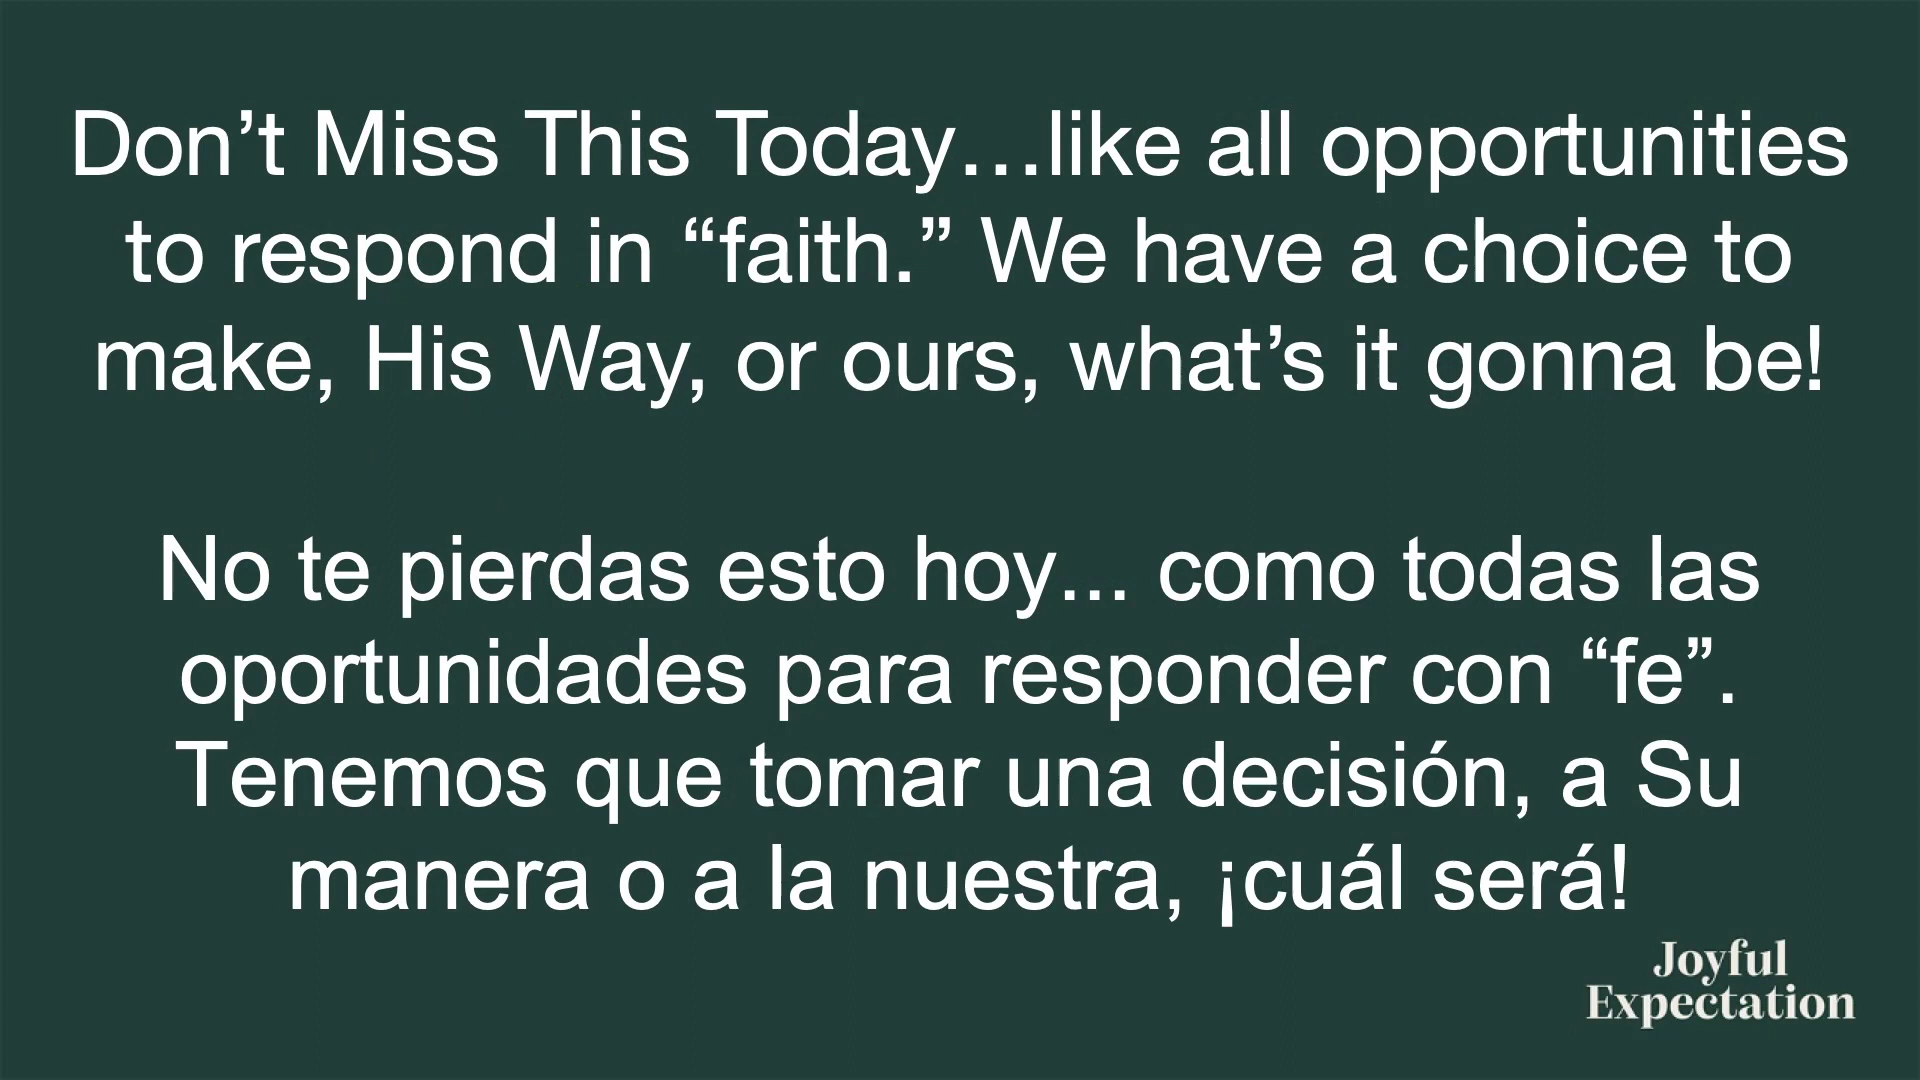 Don’t Miss This Today…like all opportunities
to respond in “faith.” We have a choice to
make, His Way, or ours, what’s it gonna be!
No te pierdas esto hoy... como todas las
oportunidades para responder con “fe”.
Tenemos que tomar una decisión, a Su
manera o a la nuestra, ¡cuál será!
Joyful
Expectation